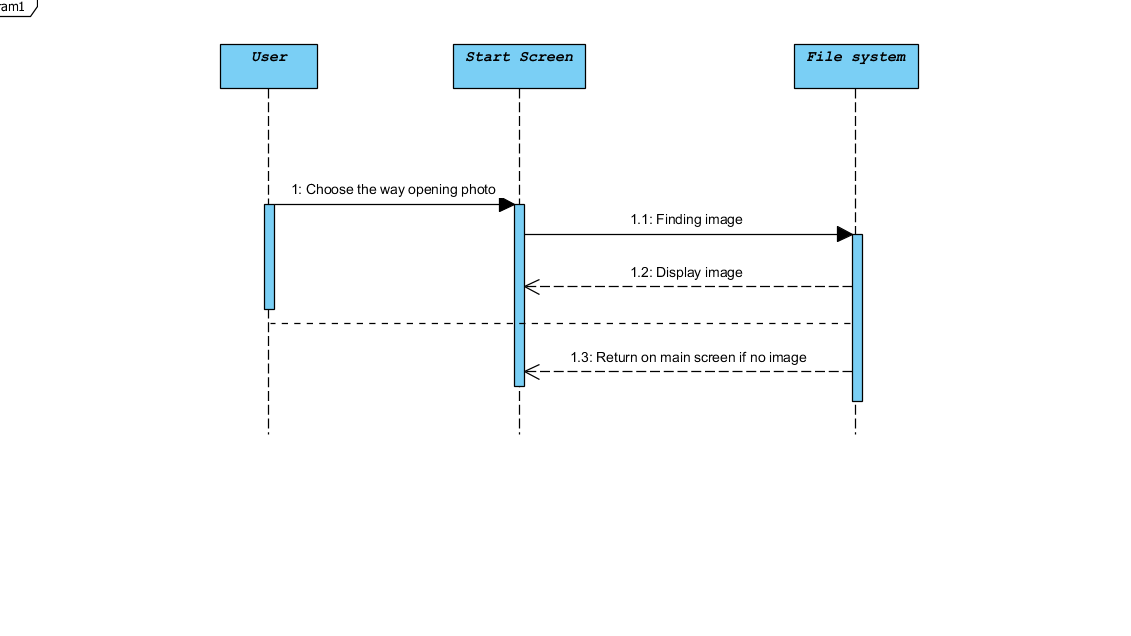 ram1
User
Start Screen
File system
1: Choose the way opening photo
1.1: Finding image
1.2: Display image
1.3: Return on main screen if no image